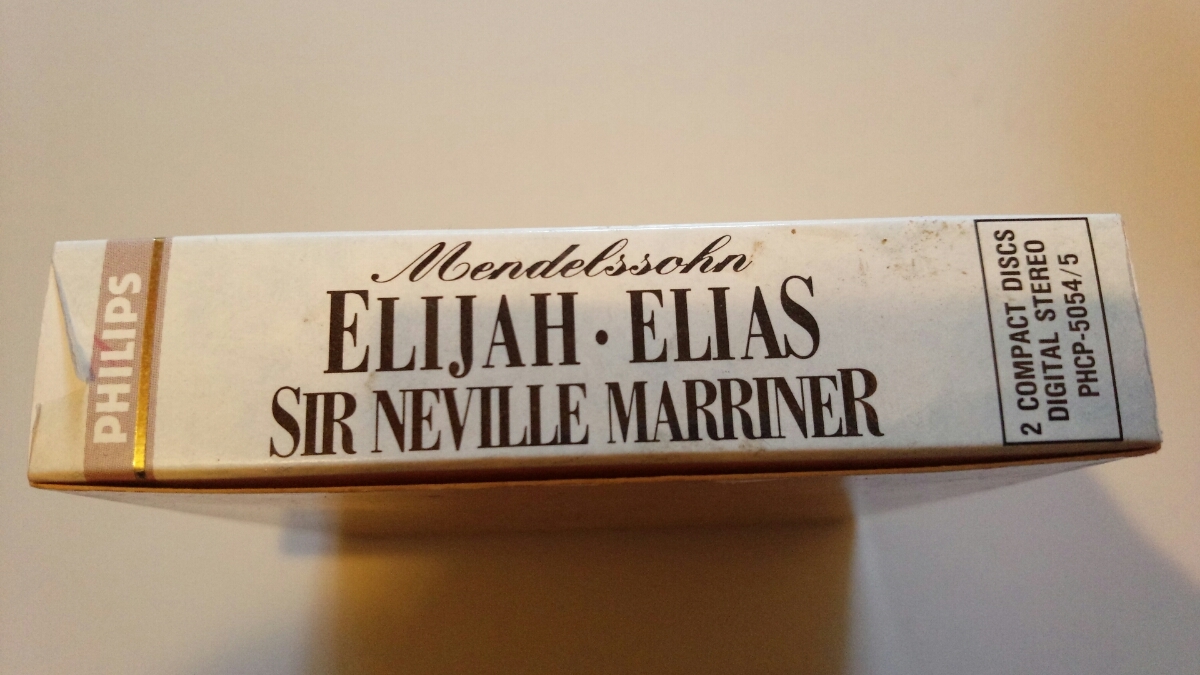 PHILIPS
Mendelssohn
ELIJAH · ELIAS
SIR NEVILLE MARRINER
2 COMPACT DISCS
DIGITAL STEREO
PHCP-5054/5